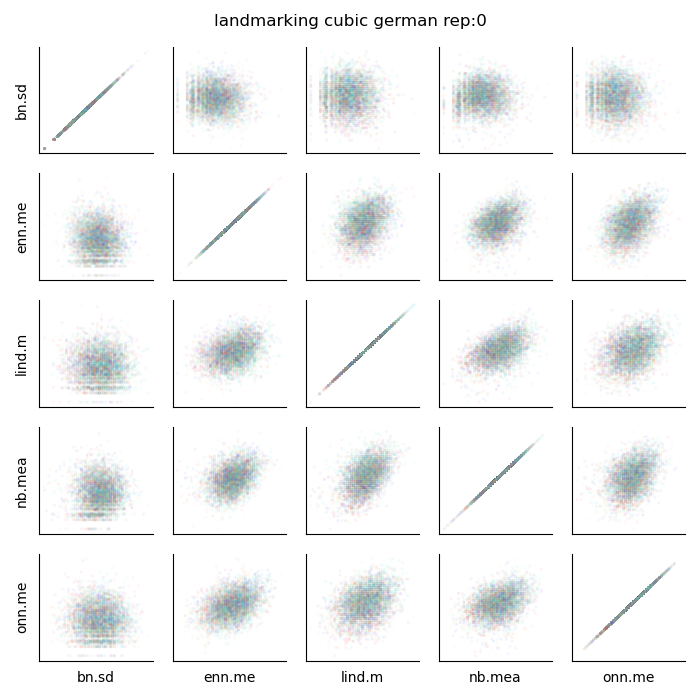 landmarking cubic german rep:0
bn.sd
enn.me
lind.m
nb.mea
onn.me
bn.sd enn.me lind.m nb.mea onn.me